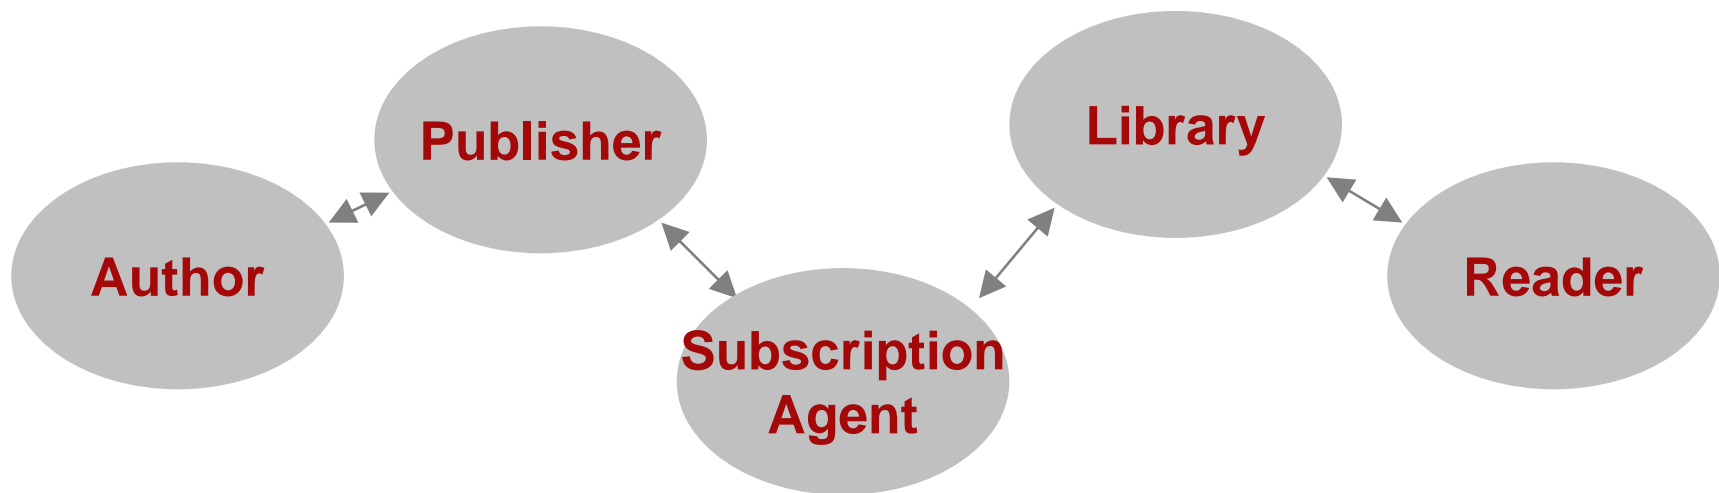 Publisher
Library
Author
Reader
Subscription
Agent